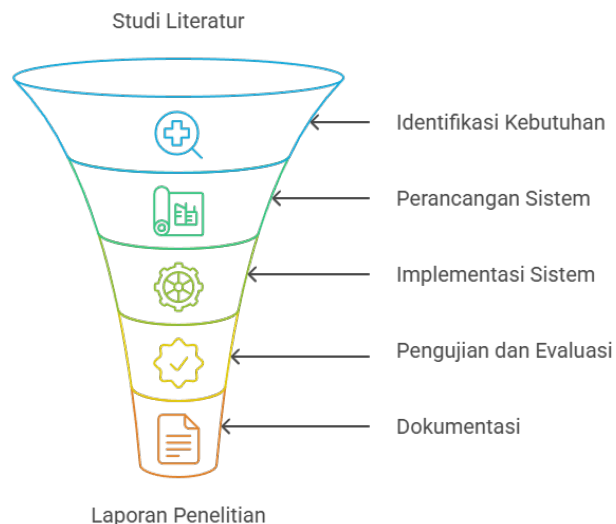 Studi Literatur
Identifikasi Kebutuhan
Perancangan Sistem
Implementasi Sistem
Pengujian dan Evaluasi
Dokumentasi
Laporan Penelitian